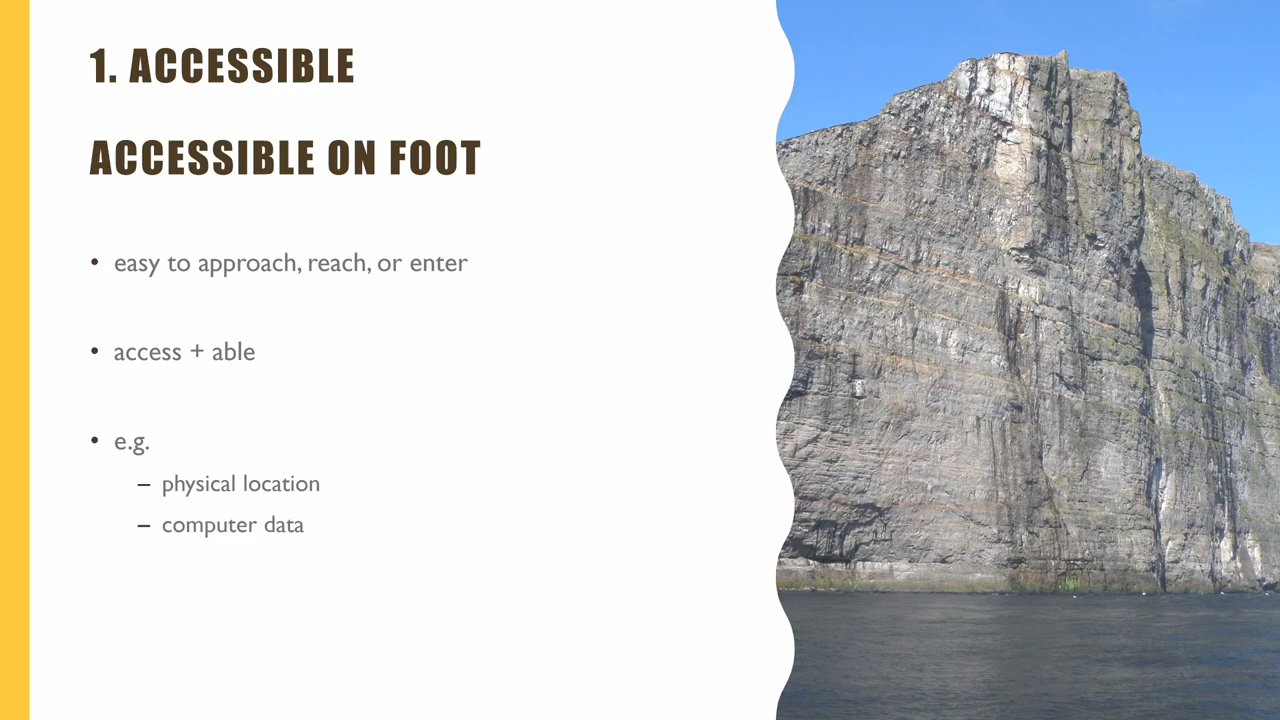 1. ACCESSIBLE
ACCESSIBLE ON FOOT
• easy to approach, reach, or enter
• access + able
• e.g.
– physical location
– computer data